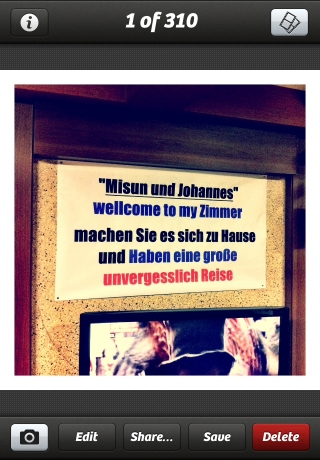 1 of 310
"Misun und Johannes"
wellcome to my Zimmer
machen Sie es sich zu Hause
und Haben eine große
unvergesslich Reise
Edit
Share...
Save
Delete